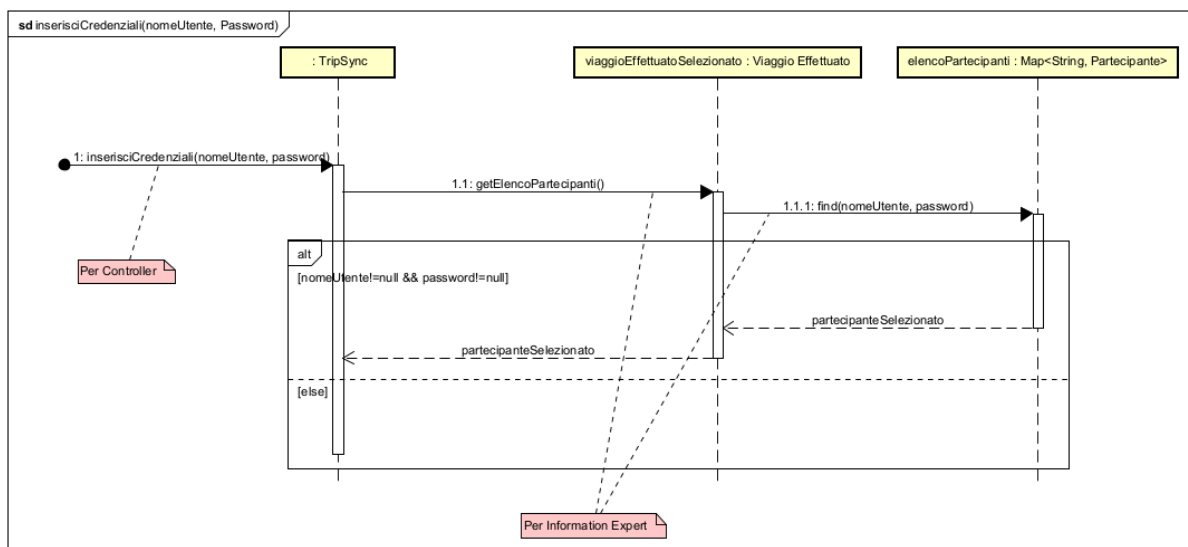 sd inserisciCredenziali(nomeUtente, Password)
: TripSync
viaggioEffettuatoSelezionato : Viaggio Effettuato
elencoPartecipanti : Map<String, Partecipante>
1: inserisciCredenziali(nomeUtente, password)
1.1: getElencoPartecipanti()
1.1.1: find(nomeUtente, password)
alt
Per Controller
[nomeUtente!=null && password!=null]
partecipanteSelezionato
partecipanteSelezionato
[else]
Per Information Expert